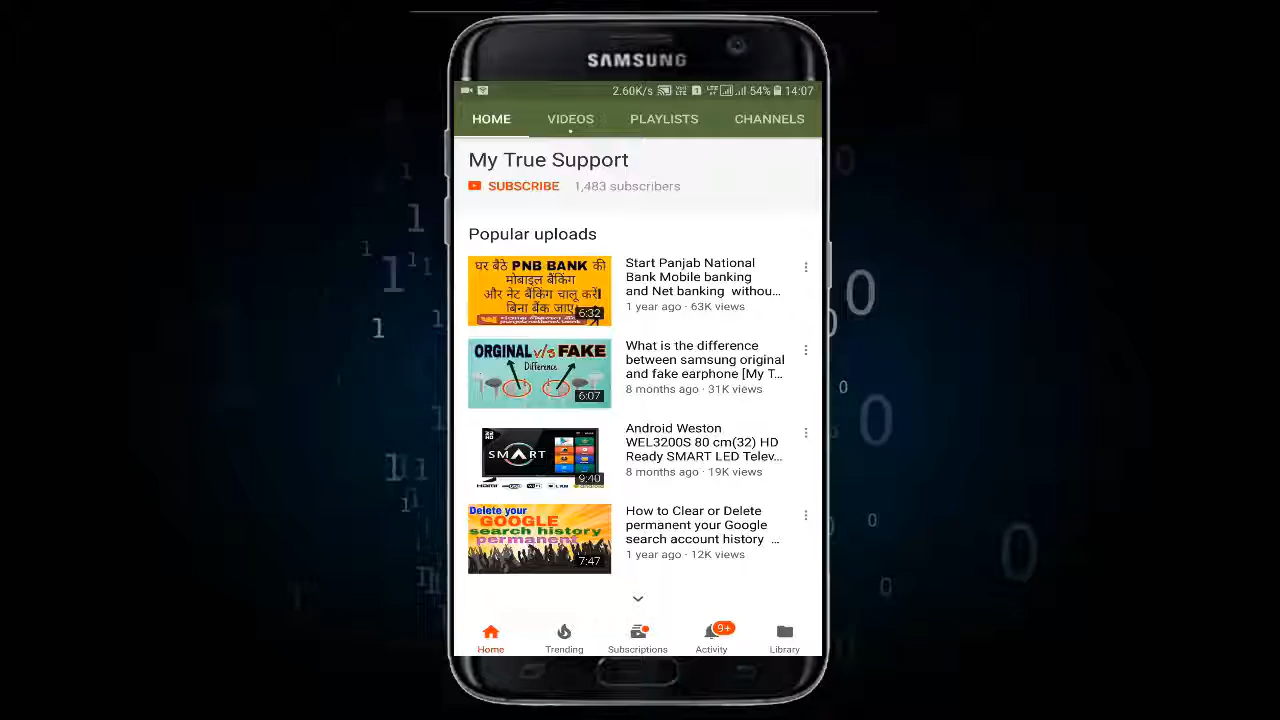 SAMSUNG
2.60K/s 54% 14:07
HOME VIDEOS PLAYLISTS CHANNELS
My True Support
SUBSCRIBE 1,483 subscribers
Popular uploads
घर बैठे PNB BANK की
मोबाइल बैंकिंग
और नेट बैंकिंग चालू करें!
बिना बैंक जाए
6:32
Start Panjab National
Bank Mobile banking
and Net banking withou...
1 year ago · 63K views
ORGINAL v/s FAKE
Difference
6:07
What is the difference
between samsung original
and fake earphone [My T...
8 months ago · 31K views
SMART
HDMI
9:40
Android Weston
WEL3200S 80 cm(32) HD
Ready SMART LED Telev...
8 months ago · 19K views
Delete your
GOOGLE
search history
permanent
7:47
How to Clear or Delete
permanent your Google
search account history ...
1 year ago · 12K views
9+
Home Trending Subscriptions Activity Library